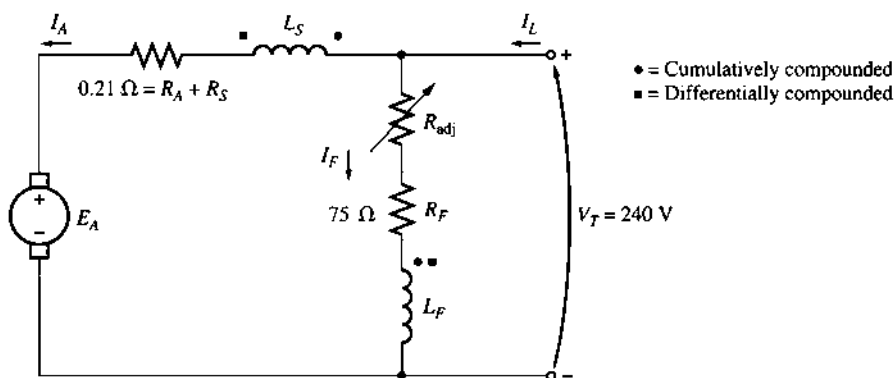 I_A
L_S
I_L
+
0.21 Ω = R_A + R_S
● = Cumulatively compounded
■ = Differentially compounded
R_adj
I_F
+
E_A
−
75 Ω
R_F
V_T = 240 V
L_F
−